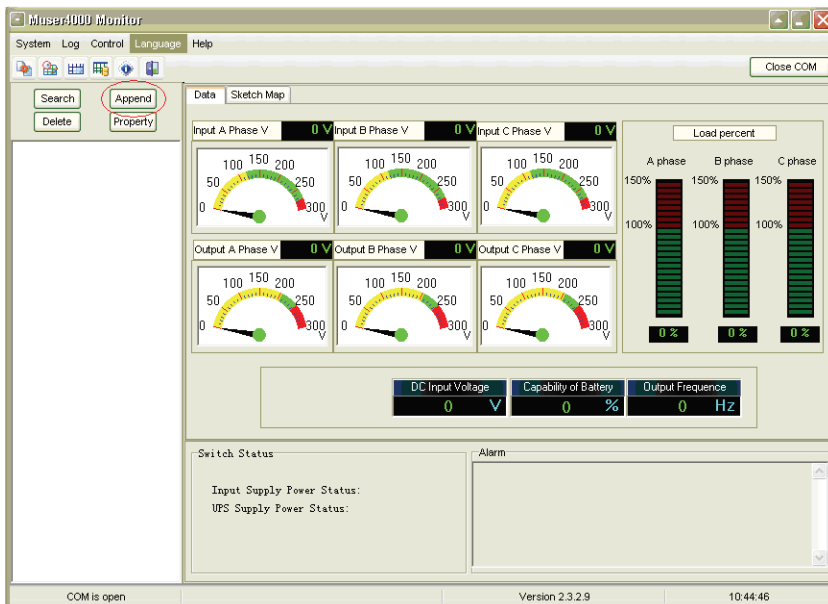 Muser4000 Monitor
System Log Control Language Help
Close COM
Search Append
Delete Property
Data Sketch Map
Input A Phase V 0 V Input B Phase V 0 V Input C Phase V 0 V
0 50 100 150 200 250 300 V
0 50 100 150 200 250 300 V
0 50 100 150 200 250 300 V
Output A Phase V 0 V Output B Phase V 0 V Output C Phase V 0 V
0 50 100 150 200 250 300 V
0 50 100 150 200 250 300 V
0 50 100 150 200 250 300 V
Load percent
A phase B phase C phase
150% 150% 150%
100% 100% 100%
0 % 0 % 0 %
DC Input Voltage Capability of Battery Output Frequence
0 V 0 % 0 Hz
Switch Status
Input Supply Power Status:
UPS Supply Power Status:
Alarm
COM is open Version 2.3.2.9 10:44:46